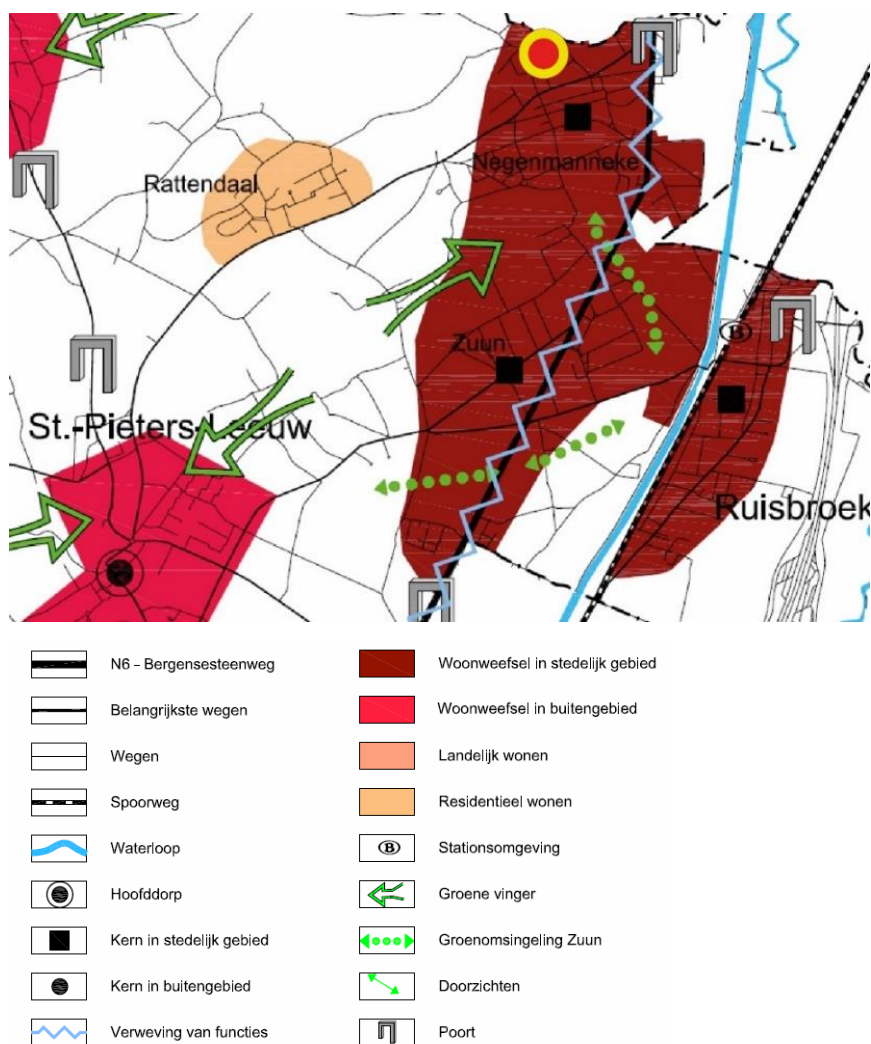 Negenmanneke
Rattendaal
Zuun
B
St.-Pieters-Leeuw
Ruisbroek
N6 – Bergensesteenweg
Woonweefsel in stedelijk gebied
Belangrijkste wegen
Woonweefsel in buitengebied
Wegen
Landelijk wonen
Spoorweg
Residentieel wonen
Waterloop
B
Stationsomgeving
Hoofddorp
Groene vinger
Kern in stedelijk gebied
Groenomsingeling Zuun
Kern in buitengebied
Doorzichten
Verweving van functies
Poort